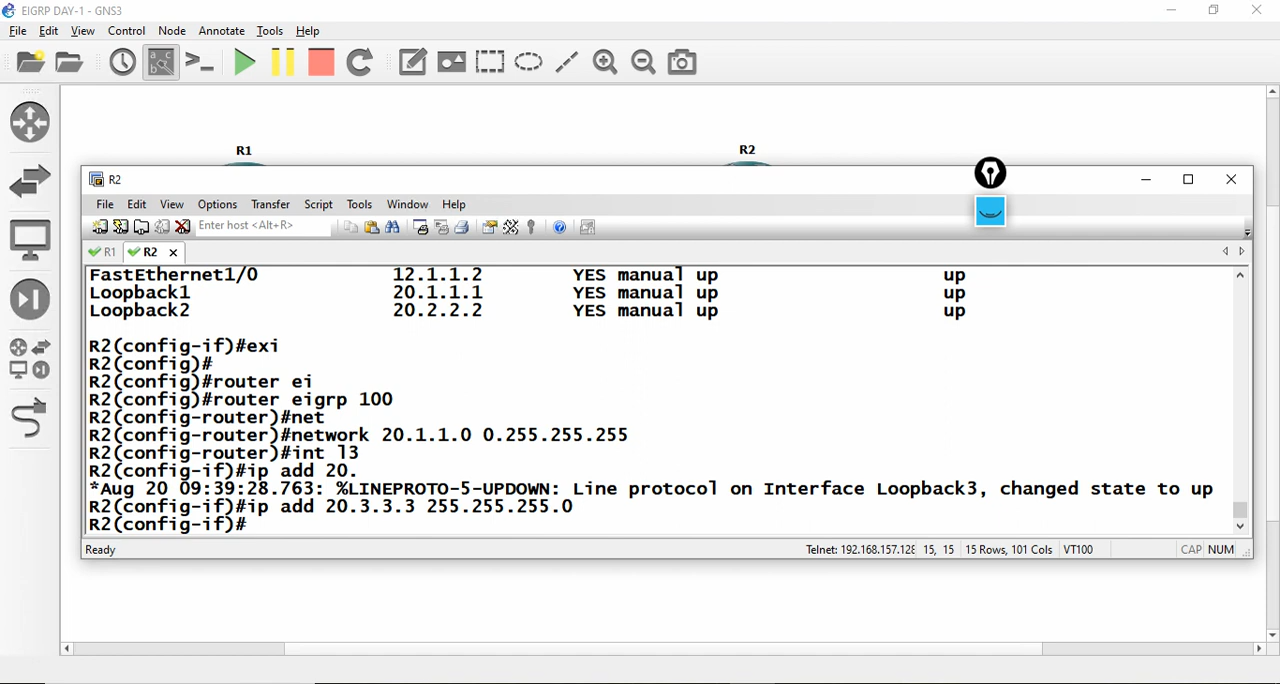 EIGRP DAY-1 - GNS3
File Edit View Control Node Annotate Tools Help
R1 R2
R2
File Edit View Options Transfer Script Tools Window Help
Enter host <Alt+R>
R1 R2
FastEthernet1/0 12.1.1.2 YES manual up up
Loopback1 20.1.1.1 YES manual up up
Loopback2 20.2.2.2 YES manual up up
R2(config-if)#exi
R2(config)#
R2(config)#router ei
R2(config)#router eigrp 100
R2(config-router)#net
R2(config-router)#network 20.1.1.0 0.255.255.255
R2(config-router)#int l3
R2(config-if)#ip add 20.
*Aug 20 09:39:28.763: %LINEPROTO-5-UPDOWN: Line protocol on Interface Loopback3, changed state to up
R2(config-if)#ip add 20.3.3.3 255.255.255.0
R2(config-if)#
Ready Telnet: 192.168.157.128 15, 15 15 Rows, 101 Cols VT100 CAP NUM